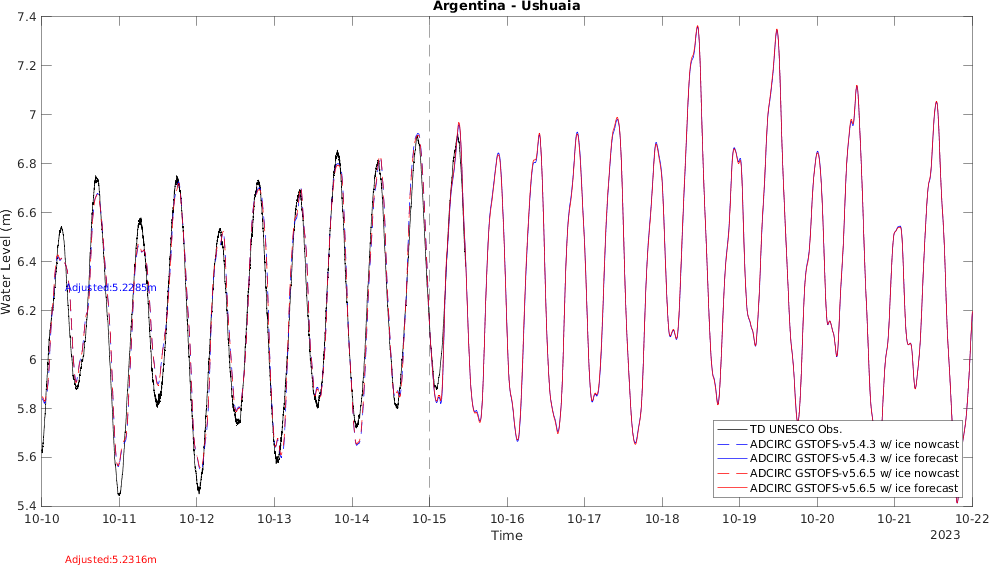 Argentina - Ushuaia
7.4
7.2
7
6.8
6.6
6.4
6.2
6
5.8
5.6
5.4
Water Level (m)
Adjusted:5.2285m
TD UNESCO Obs.
ADCIRC GSTOFS-v5.4.3 w/ ice nowcast
ADCIRC GSTOFS-v5.4.3 w/ ice forecast
ADCIRC GSTOFS-v5.6.5 w/ ice nowcast
ADCIRC GSTOFS-v5.6.5 w/ ice forecast
10-10 10-11 10-12 10-13 10-14 10-15 10-16 10-17 10-18 10-19 10-20 10-21 10-22
Time
2023
Adjusted:5.2316m